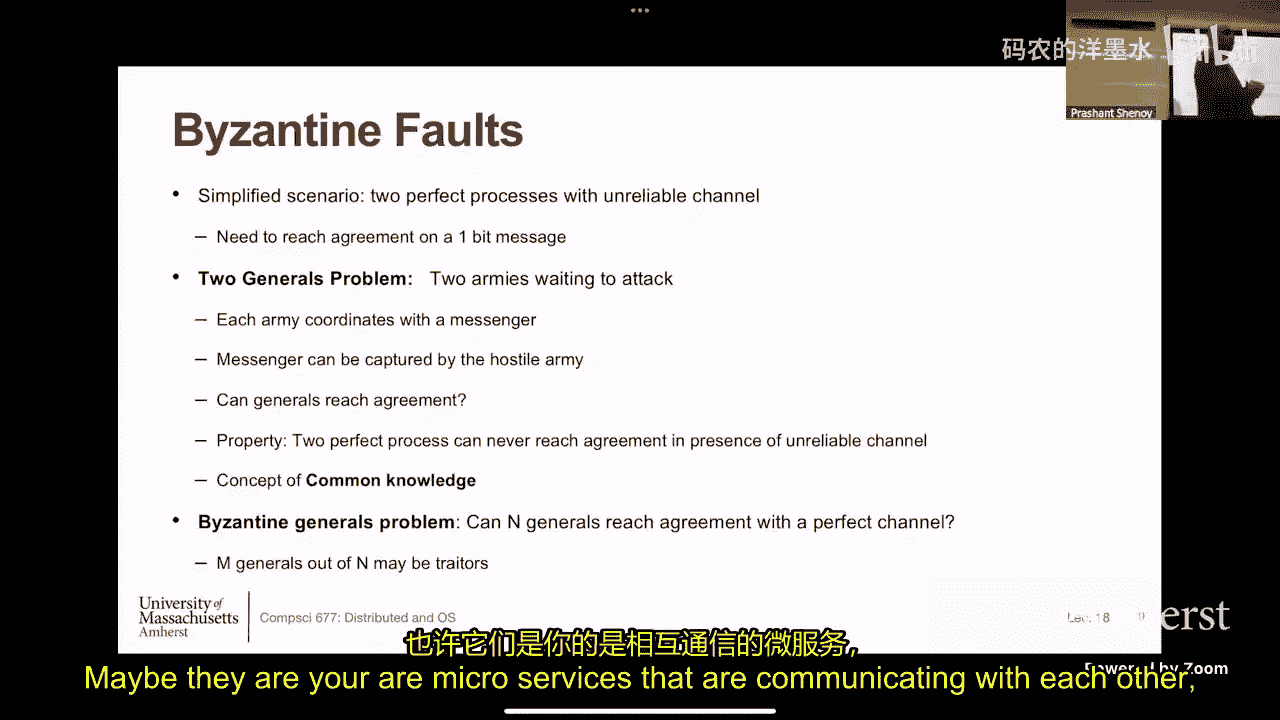 码农的洋墨水
Prashant Shenoy
Byzantine Faults
• Simplified scenario: two perfect processes with unreliable channel
– Need to reach agreement on a 1 bit message
• Two Generals Problem: Two armies waiting to attack
– Each army coordinates with a messenger
– Messenger can be captured by the hostile army
– Can generals reach agreement?
– Property: Two perfect process can never reach agreement in presence of unreliable channel
– Concept of Common knowledge
• Byzantine generals problem: Can N generals reach agreement with a perfect channel?
– M generals out of N may be traitors
University of
Massachusetts
Amherst
Compsci 677: Distributed and OS
Lec. 18
9
erst
也许它们是你的是相互通信的微服务，
Powered by Zoom
Maybe they are your are micro services that are communicating with each other,